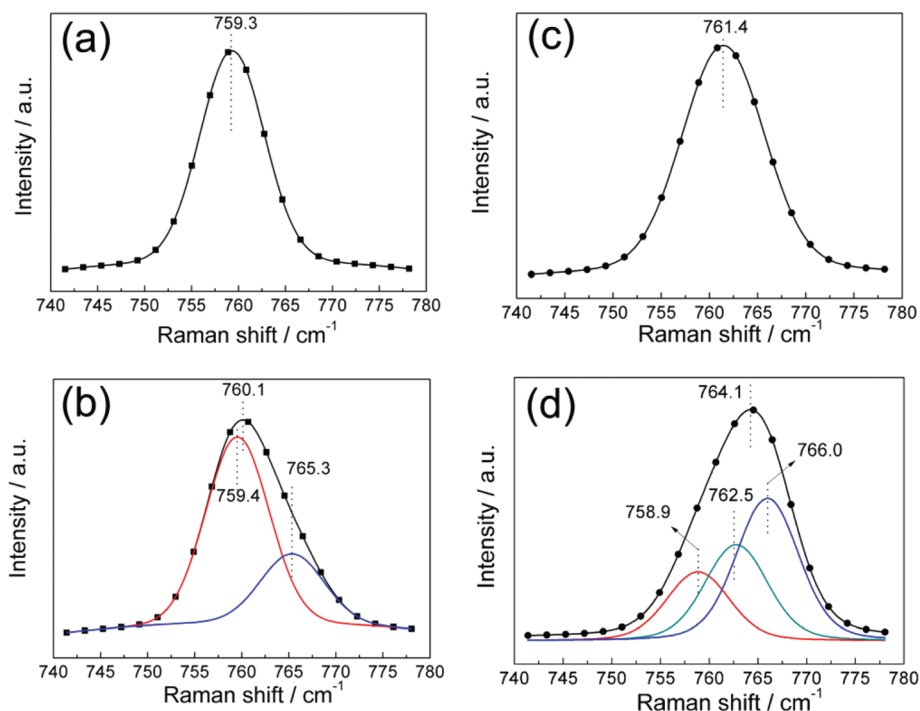 (a)
759.3
Intensity / a.u.
740 745 750 755 760 765 770 775 780
Raman shift / cm⁻¹
(c)
761.4
Intensity / a.u.
740 745 750 755 760 765 770 775 780
Raman shift / cm⁻¹
(b)
760.1
765.3
759.4
Intensity / a.u.
740 745 750 755 760 765 770 775 780
Raman shift / cm⁻¹
(d)
764.1
766.0
762.5
758.9
Intensity / a.u.
740 745 750 755 760 765 770 775 780
Raman shift / cm⁻¹